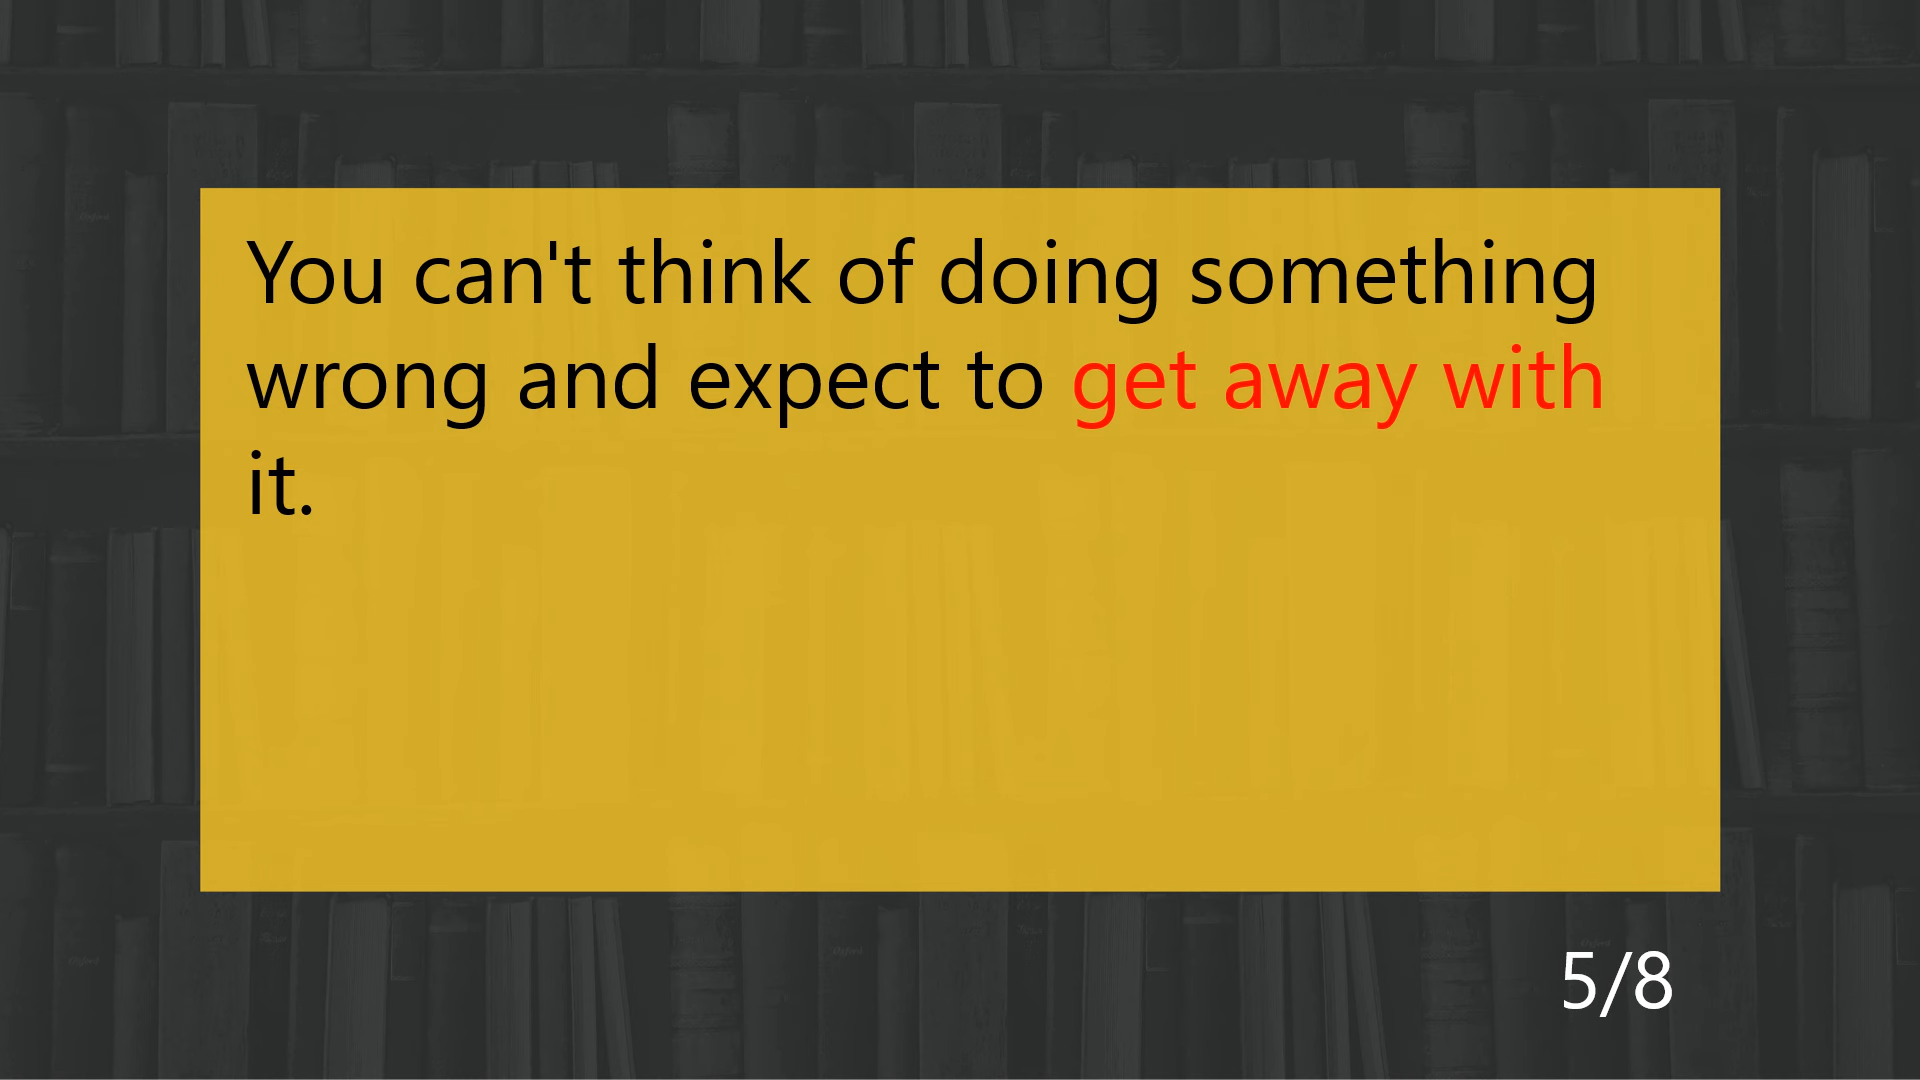 You can't think of doing something
wrong and expect to get away with
it.
5/8